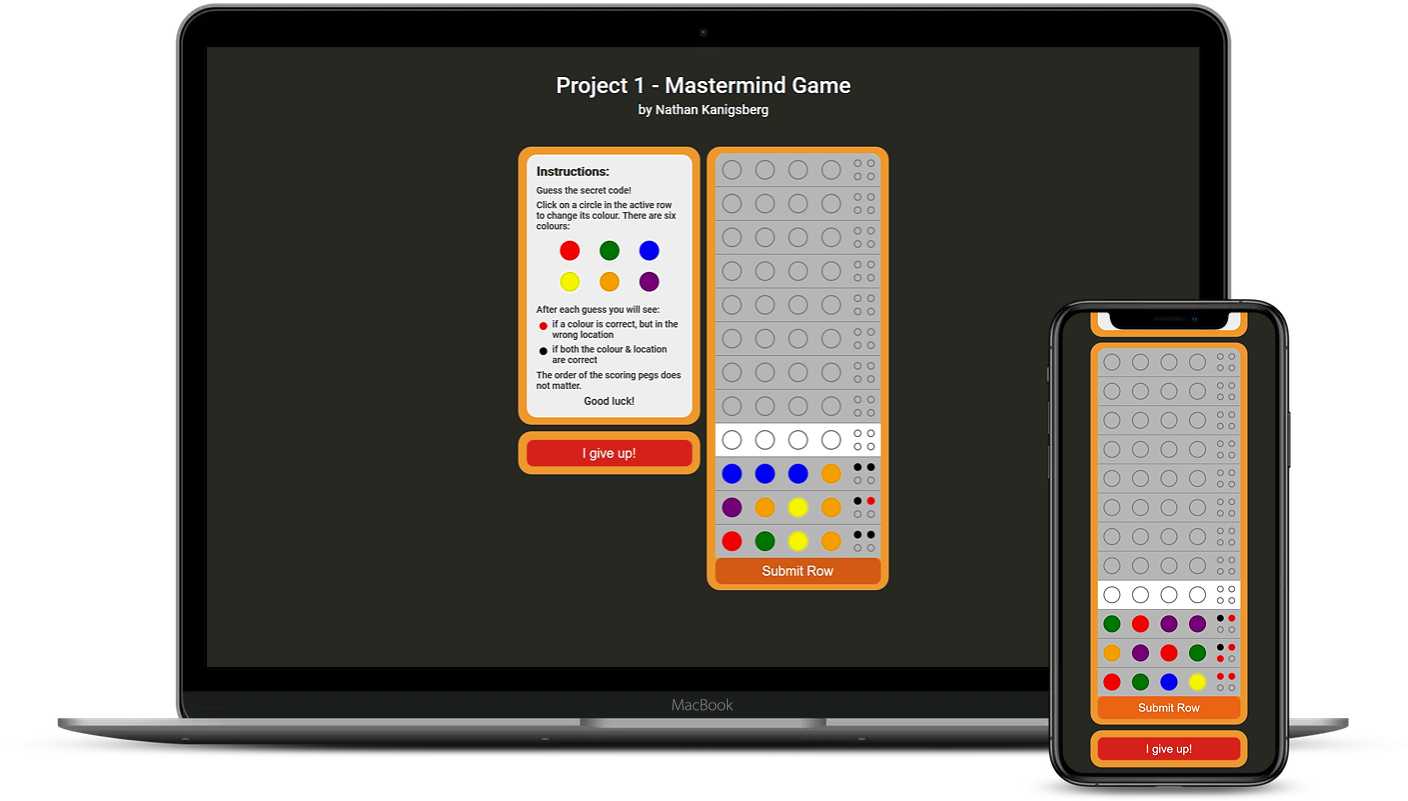 Project 1 - Mastermind Game
by Nathan Kanigsberg
Instructions:
Guess the secret code!
Click on a circle in the active row
to change its colour. There are six
colours:
After each guess you will see:
if a colour is correct, but in the
wrong location
if both the colour & location
are correct
The order of the scoring pegs does
not matter.
Good luck!
I give up!
Submit Row
MacBook
Submit Row
I give up!